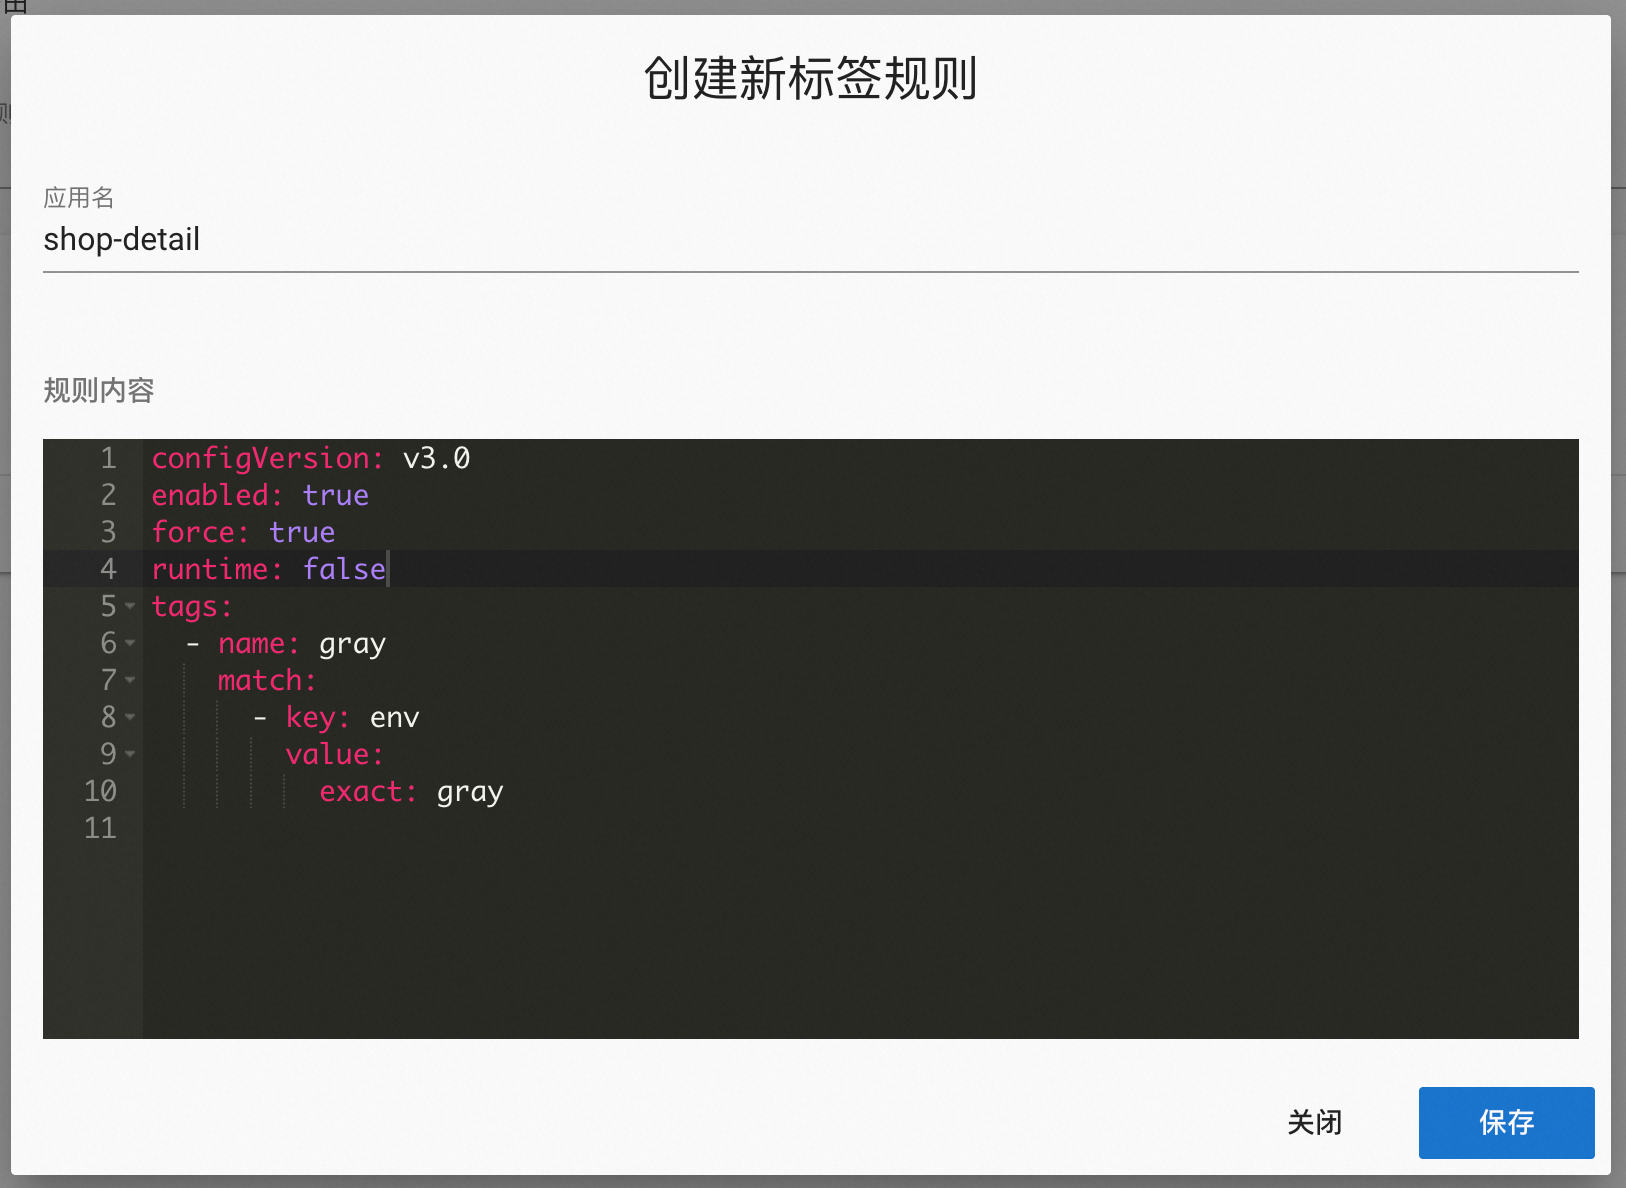 由
则
创建新标签规则
应用名
shop-detail
规则内容
1 configVersion: v3.0
2 enabled: true
3 force: true
4 runtime: false
5 tags:
6   - name: gray
7     match:
8       - key: env
9         value:
10           exact: gray
11
关闭
保存